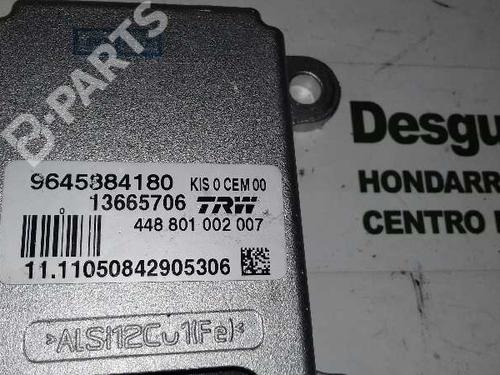 B-PARTS
9645884180 KIS 0 CEM 00
13665706 TRW
448 801 002 007
11.11050842905306
>ALSi12Cu1(Fe)<
Desgu
HONDARR
CENTRO